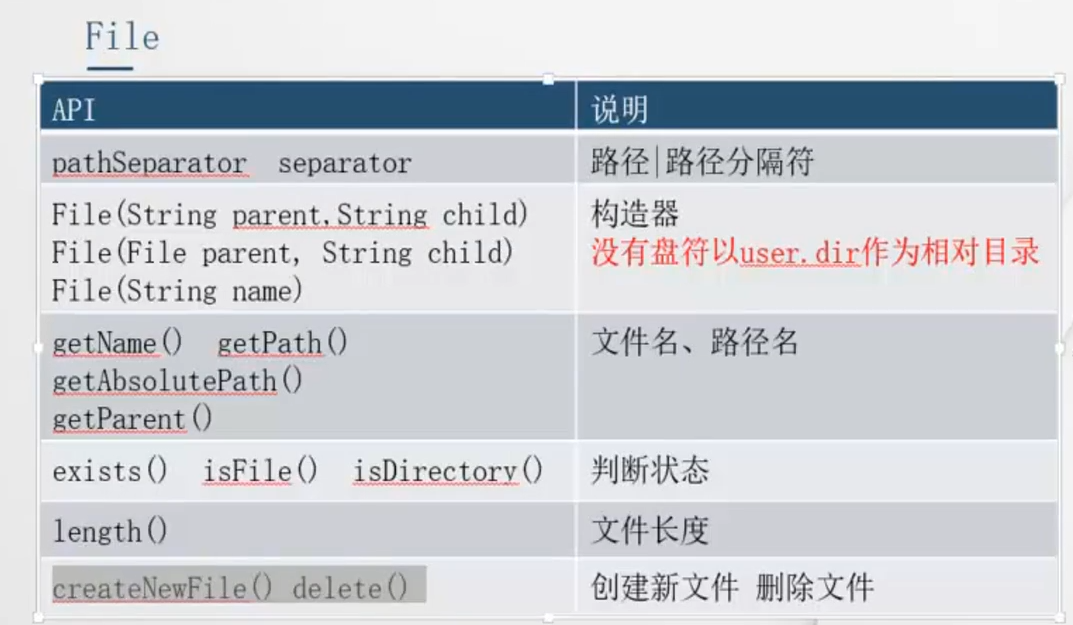 File
API 说明
pathSeparator separator 路径|路径分隔符
File(String parent,String child) 构造器
File(File parent, String child) 没有盘符以user.dir作为相对目录
File(String name)
getName() getPath() 文件名、路径名
getAbsolutePath()
getParent()
exists() isFile() isDirectory() 判断状态
length() 文件长度
createNewFile() delete() 创建新文件 删除文件